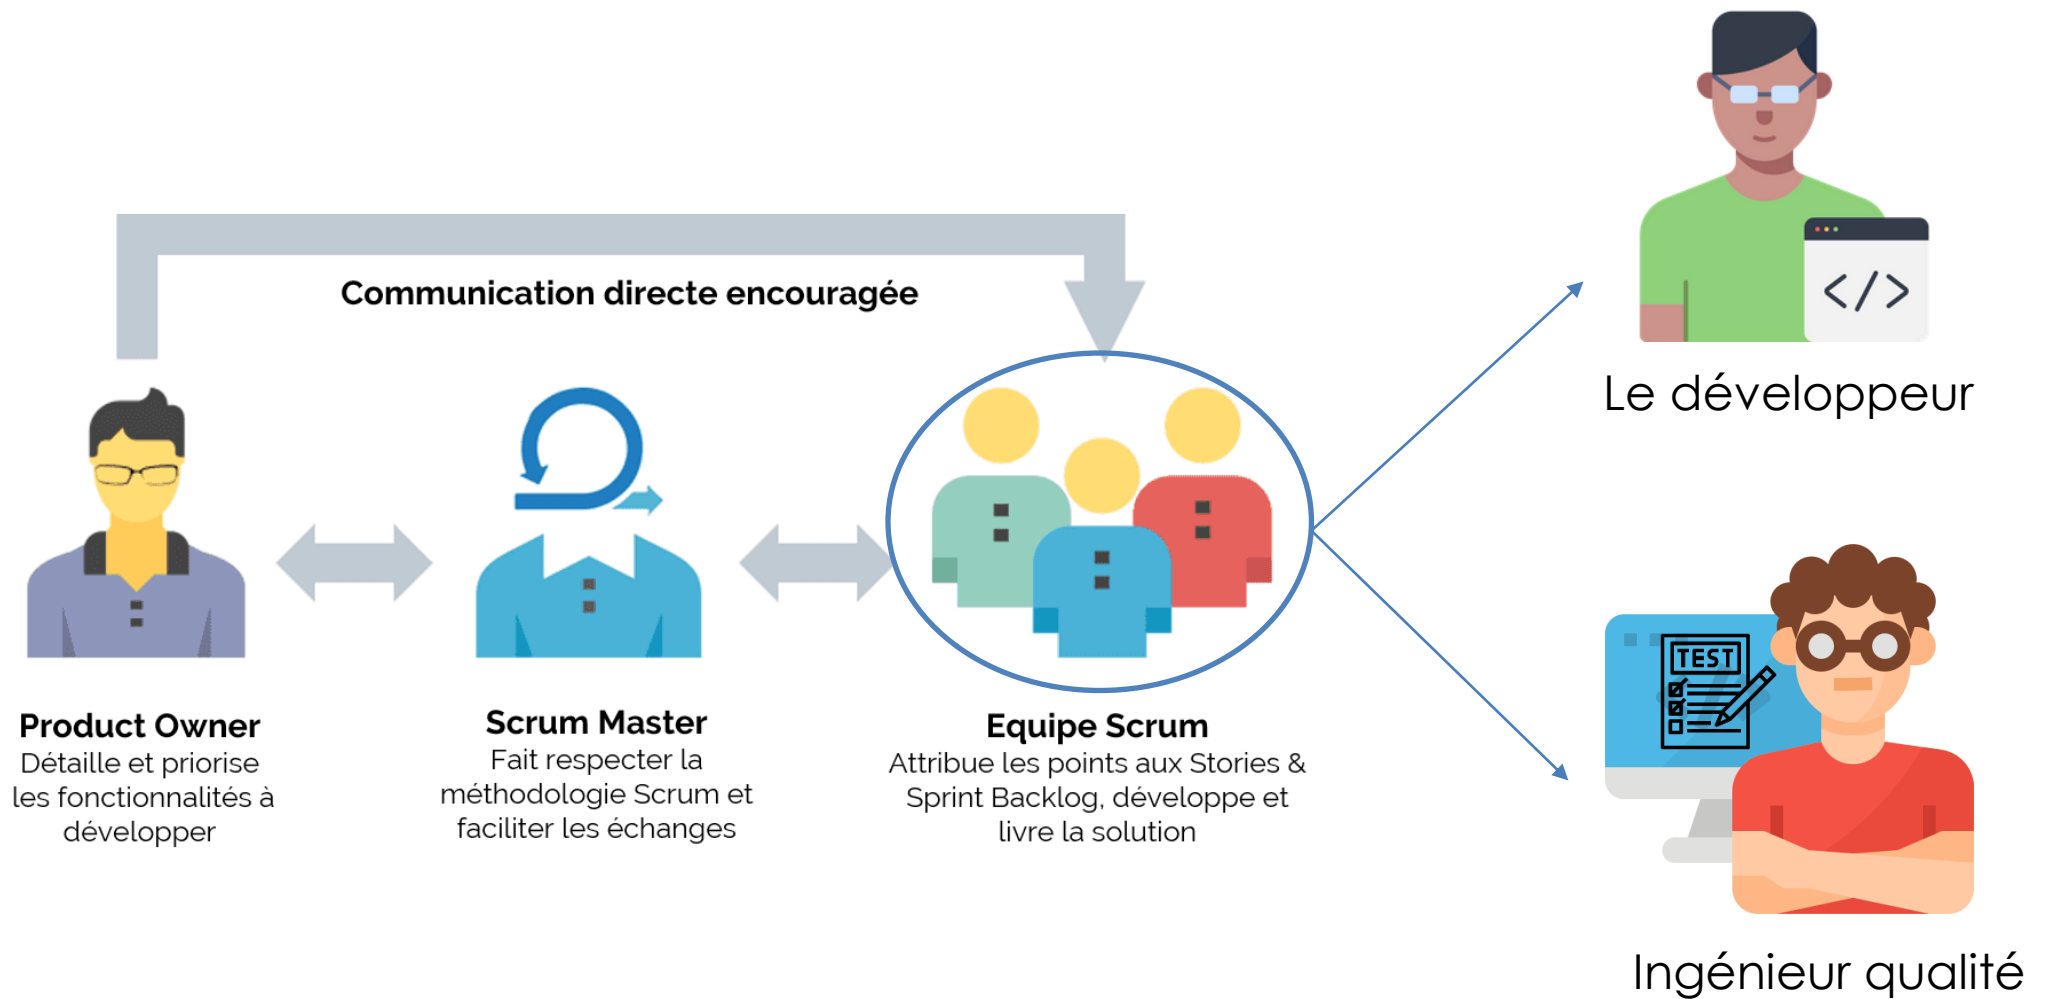 Communication directe encouragée
Product Owner
Détaille et priorise
les fonctionnalités à
développer
Scrum Master
Fait respecter la
méthodologie Scrum et
faciliter les échanges
Equipe Scrum
Attribue les points aux Stories &
Sprint Backlog, développe et
livre la solution
</>
Le développeur
TEST
Ingénieur qualité